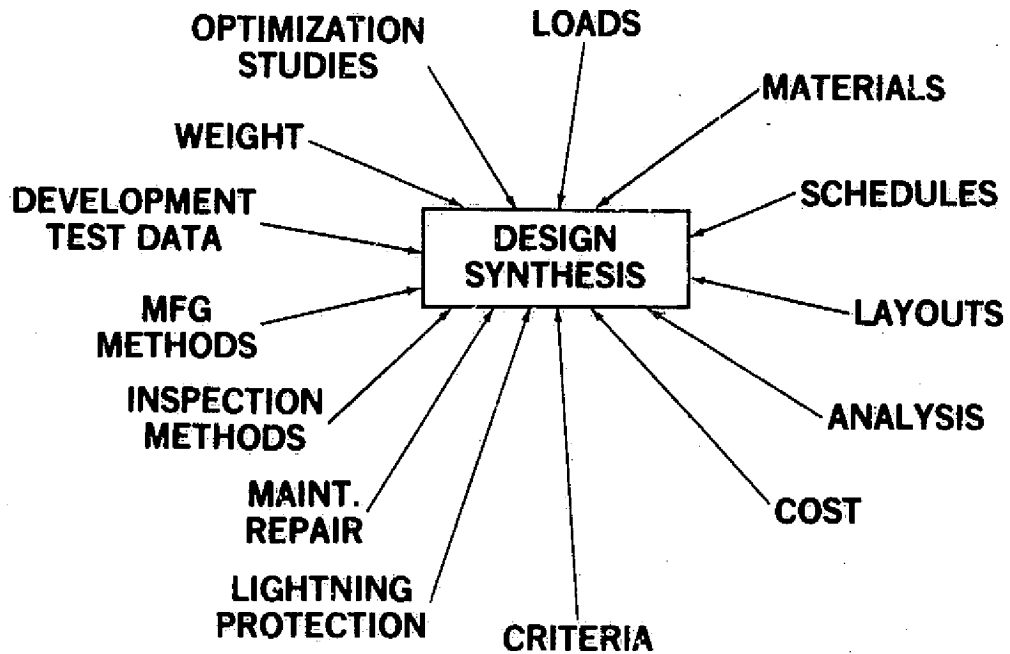 OPTIMIZATION
STUDIES
LOADS
MATERIALS
WEIGHT
SCHEDULES
DEVELOPMENT
TEST DATA
DESIGN
SYNTHESIS
MFG
METHODS
LAYOUTS
INSPECTION
METHODS
ANALYSIS
MAINT.
REPAIR
COST
LIGHTNING
PROTECTION
CRITERIA